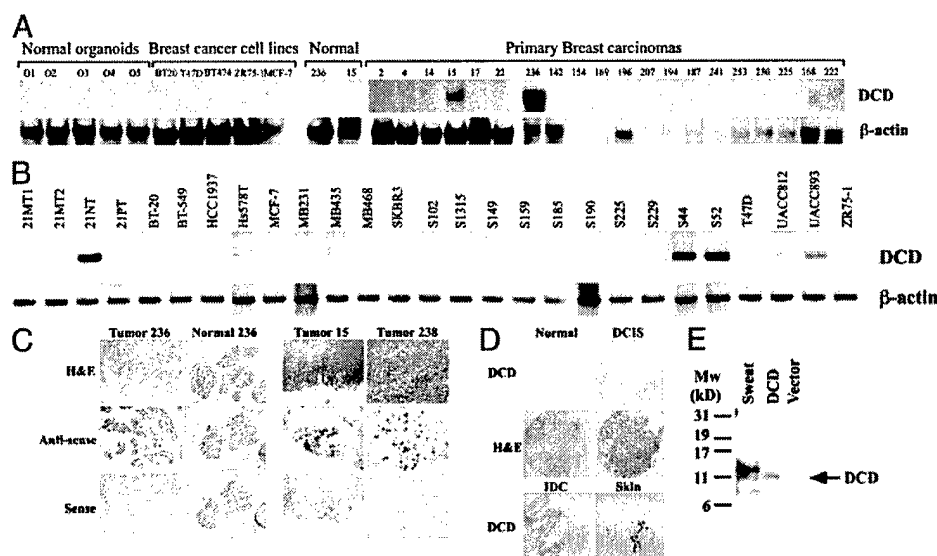 A
Normal organoids Breast cancer cell lines Normal Primary Breast carcinomas
O1 O2 O3 O4 O5 BT20 T47D BT474 ZR75-1 MCF-7 236 15 2 4 14 15 17 22 236 142 154 169 196 207 194 187 241 253 256 225 168 222
DCD
β-actin
B
21MT1 21MT2 21NT 21PT BT-20 BT-549 HCC1937 Hs578T MCF-7 MB231 MB435 MB468 SKBR3 S102 S1315 S149 S159 S185 S190 S225 S229 S44 S52 T47D UACC812 UACC893 ZR75-1
DCD
β-actin
C
Tumor 236 Normal 236 Tumor 15 Tumor 238
H&E
Anti-sense
Sense
D
Normal DCIS
DCD
H&E
IDC Skin
DCD
E
Mw
(kD)
Sweat
DCD
Vector
31
19
17
11
6
DCD